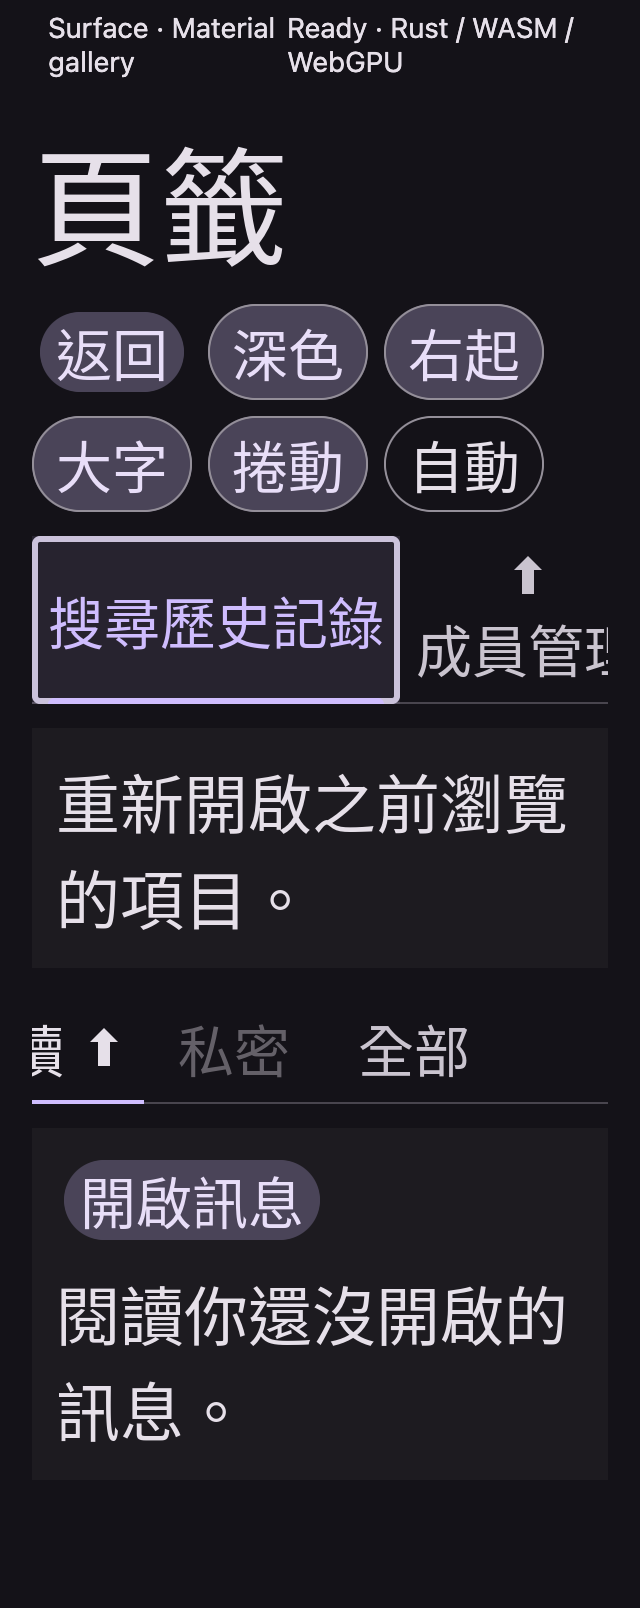 Surface · Material gallery
Ready · Rust / WASM / WebGPU
頁籤
返回
深色
右起
大字
捲動
自動
搜尋歷史記錄
成員管理
重新開啟之前瀏覽
的項目。
讀
私密
全部
開啟訊息
閱讀你還沒開啟的
訊息。